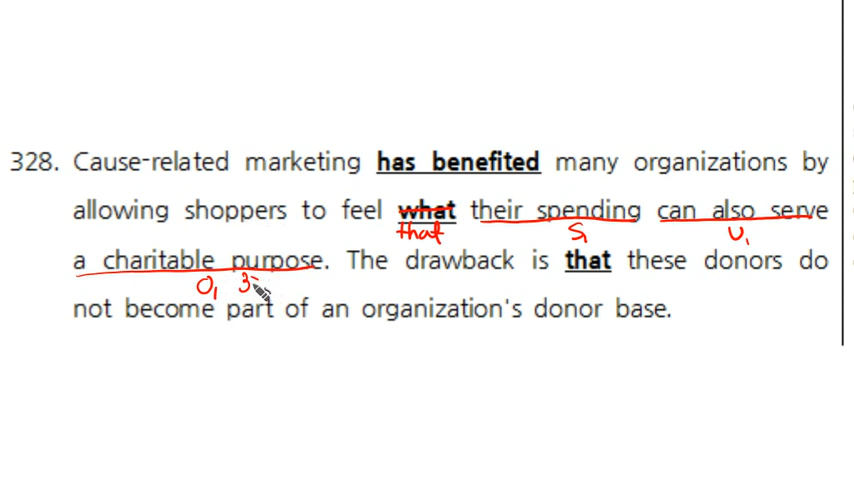 328. Cause-related marketing has benefited many organizations by
allowing shoppers to feel what their spending can also serve
that S₁ V₁
a charitable purpose. The drawback is that these donors do
O₁ 3
not become part of an organization's donor base.